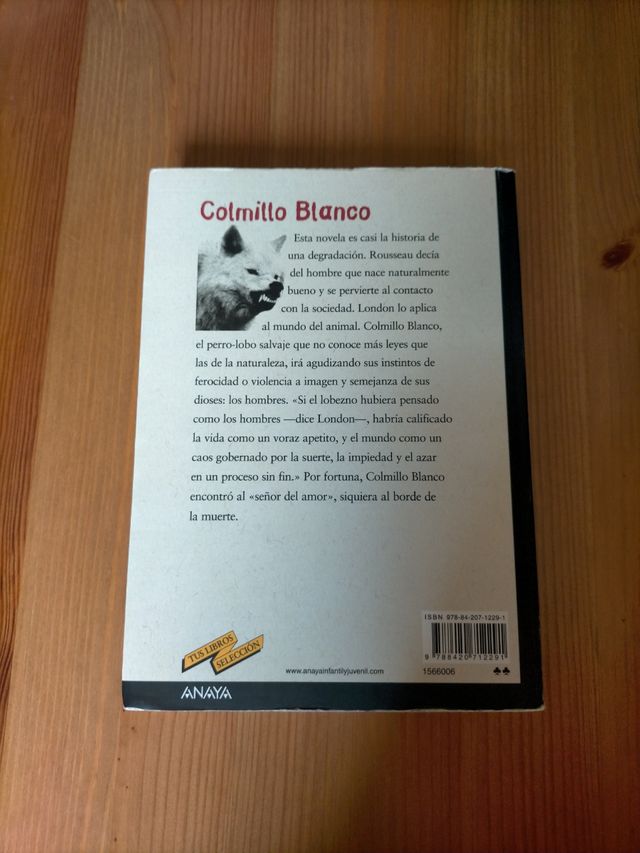 Colmillo Blanco
Esta novela es casi la historia de
una degradación. Rousseau decía
del hombre que nace naturalmente
bueno y se pervierte al contacto
con la sociedad. London lo aplica
al mundo del animal. Colmillo Blanco,
el perro-lobo salvaje que no conoce más leyes que
las de la naturaleza, irá agudizando sus instintos de
ferocidad o violencia a imagen y semejanza de sus
dioses: los hombres. «Si el lobezno hubiera pensado
como los hombres —dice London—, habría calificado
la vida como un voraz apetito, y el mundo como un
caos gobernado por la suerte, la impiedad y el azar
en un proceso sin fin.» Por fortuna, Colmillo Blanco
encontró al «señor del amor», siquiera al borde de
la muerte.
ISBN 978-84-207-1229-1
9 788420 712291
TUS LIBROS
SELECCIÓN
www.anayainfantilyjuvenil.com
1566006
ANAYA